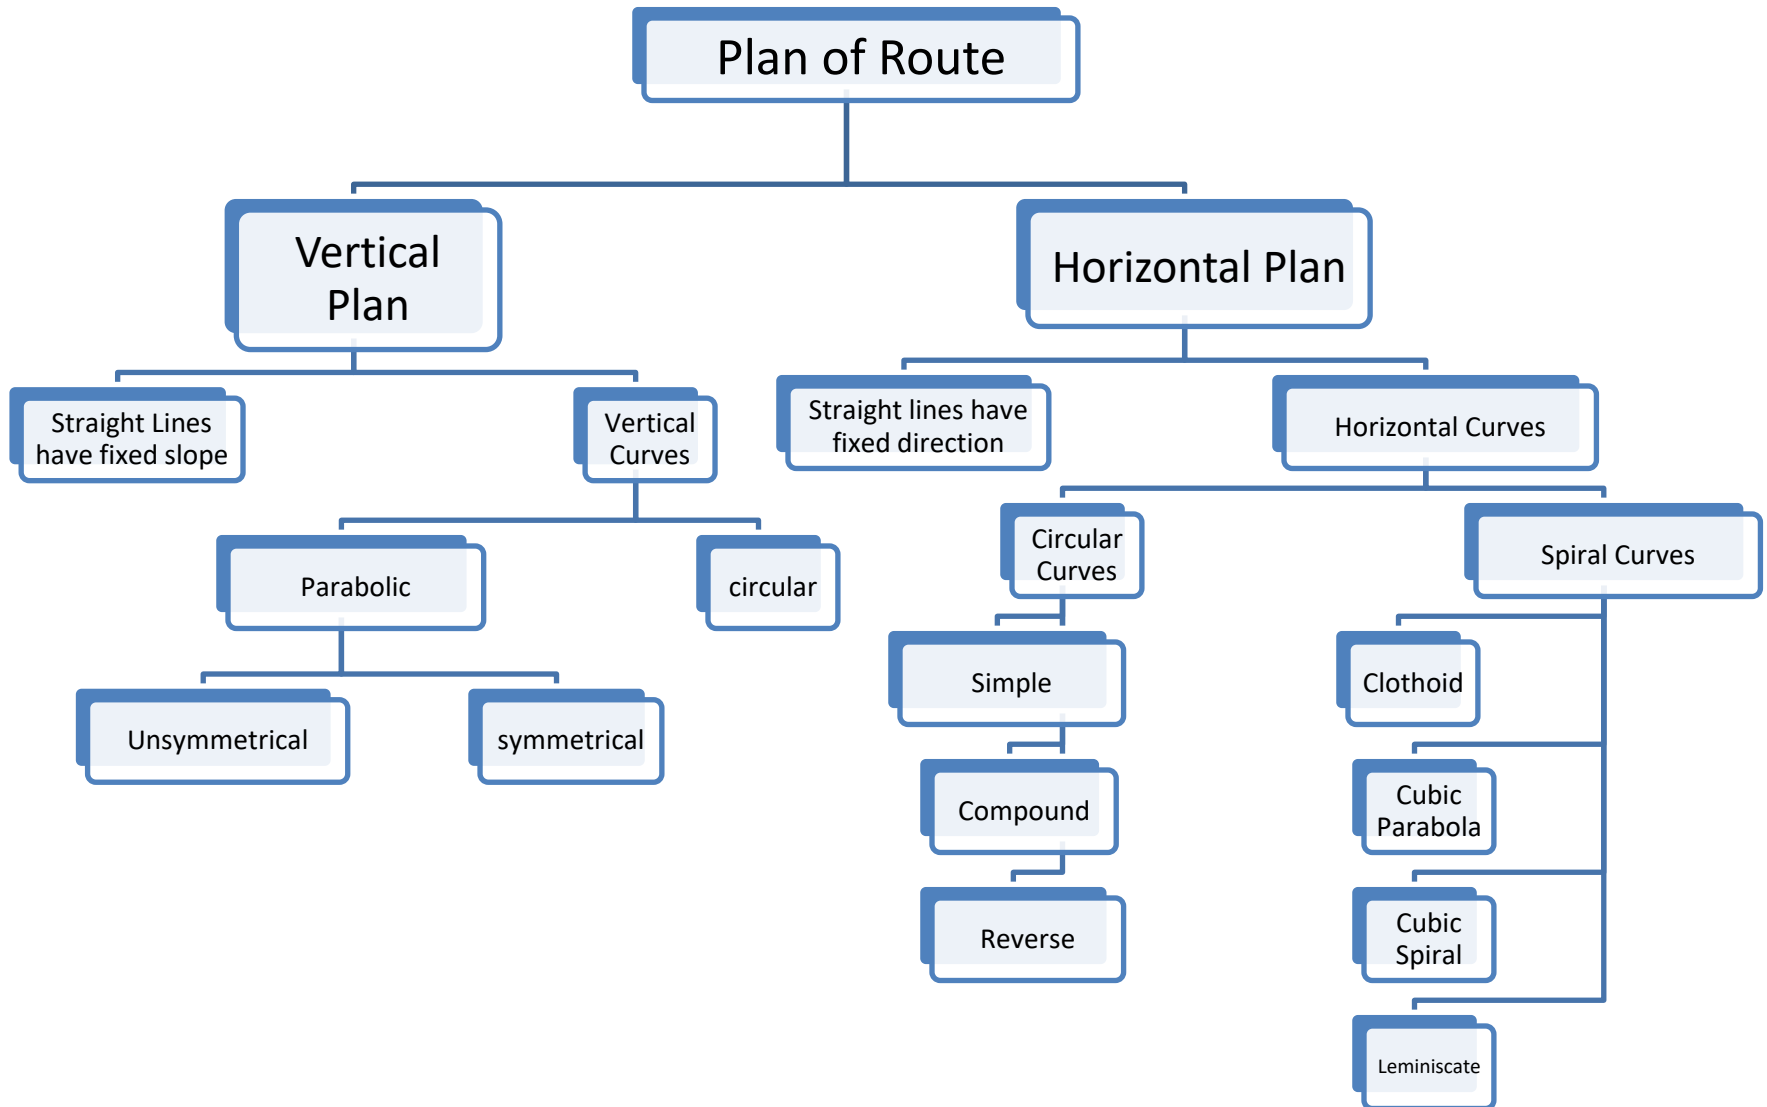 Plan of Route
Vertical
Plan
Horizontal Plan
Straight Lines
have fixed slope
Vertical
Curves
Straight lines have
fixed direction
Horizontal Curves
Parabolic
circular
Circular
Curves
Spiral Curves
Unsymmetrical
symmetrical
Simple
Clothoid
Compound
Cubic
Parabola
Reverse
Cubic
Spiral
Leminiscate